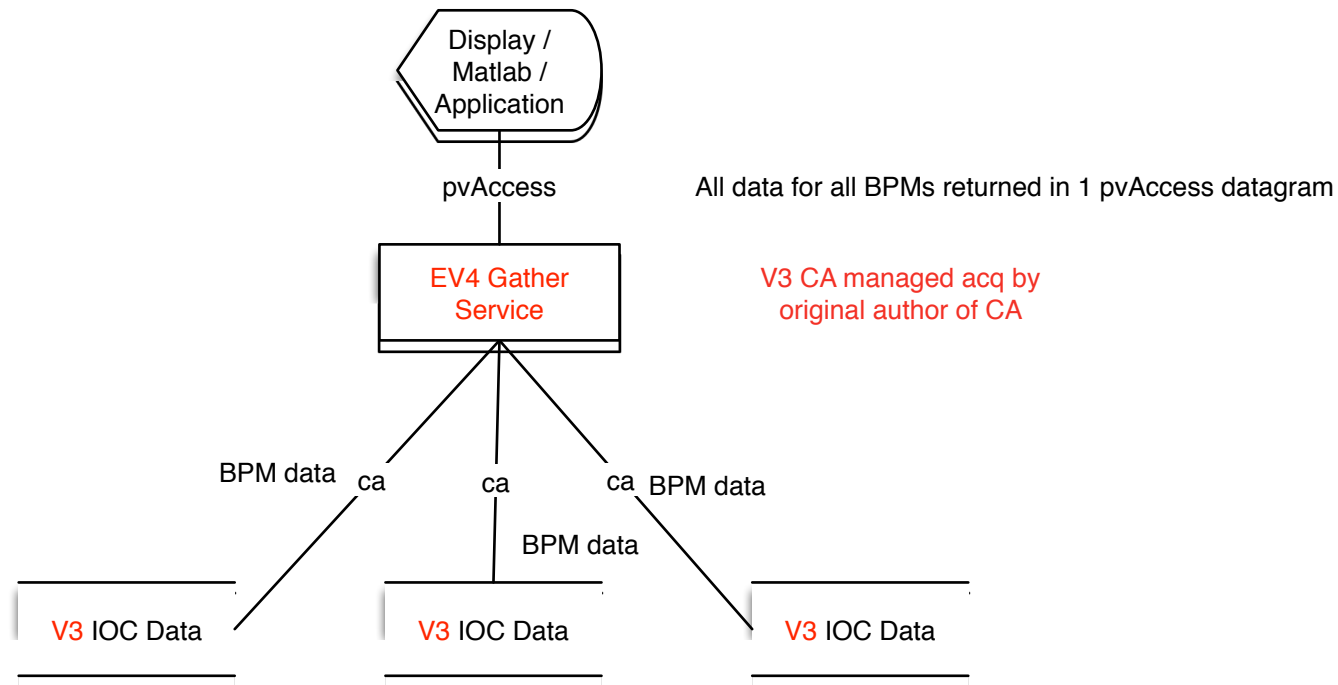 Display /
Matlab /
Application
pvAccess
All data for all BPMs returned in 1 pvAccess datagram
EV4 Gather
Service
V3 CA managed acq by
original author of CA
BPM data
ca
ca
ca
BPM data
BPM data
V3 IOC Data
V3 IOC Data
V3 IOC Data